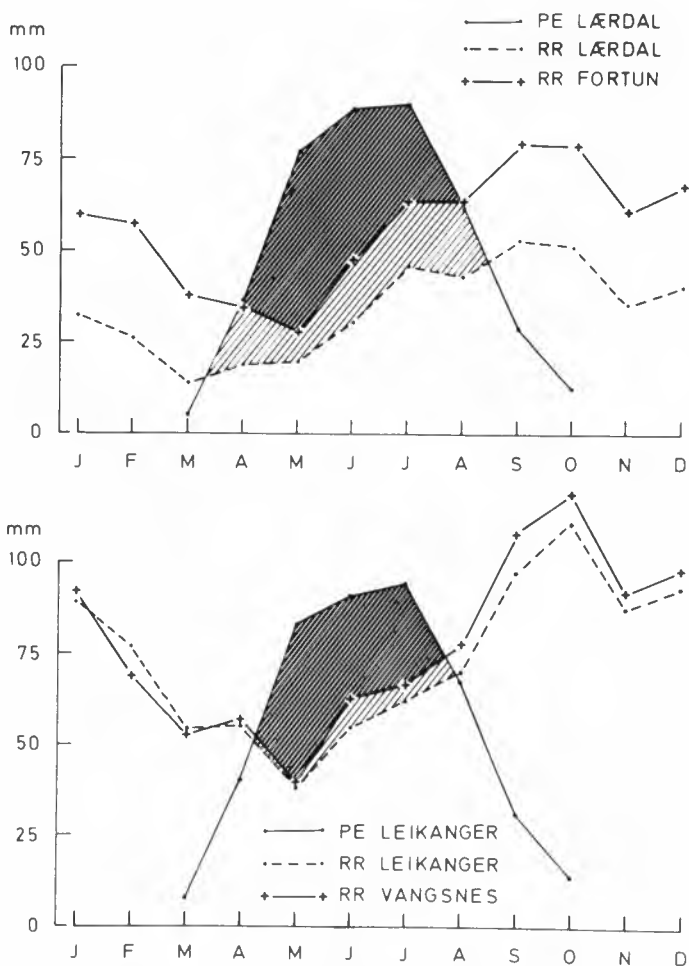 PE LÆRDAL
RR LÆRDAL
RR FORTUN
mm
100
75
50
25
0
J F M A M J J A S O N D
mm
100
75
50
25
0
PE LEIKANGER
RR LEIKANGER
RR VANGSNES
J F M A M J J A S O N D